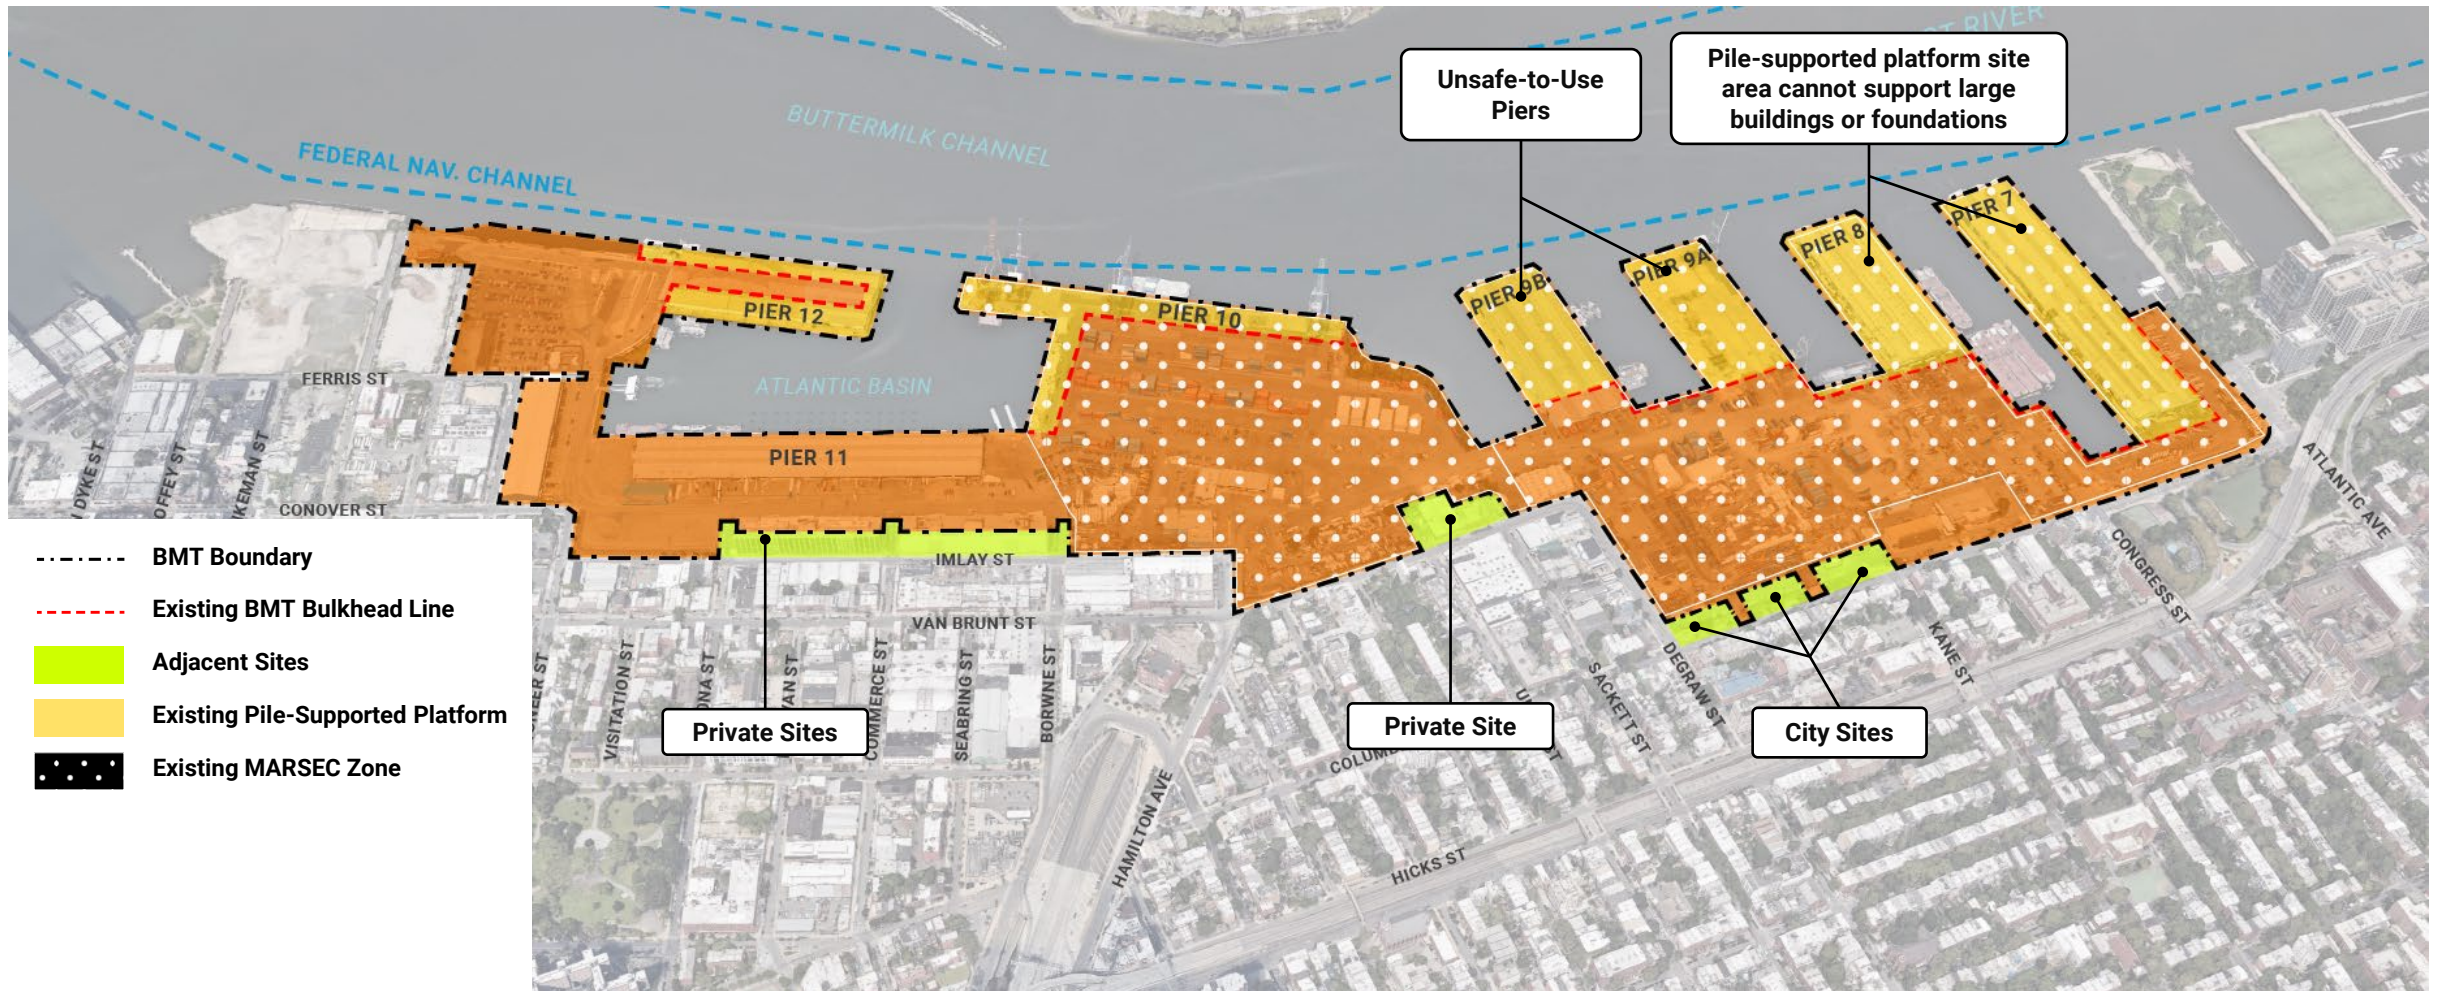 EAST RIVER
Unsafe-to-Use
Piers
Pile-supported platform site
area cannot support large
buildings or foundations
BUTTERMILK CHANNEL
FEDERAL NAV. CHANNEL
PIER 7
PIER 8
PIER 9A
PIER 9B
PIER 10
PIER 12
ATLANTIC BASIN
PIER 11
FERRIS ST
CONOVER ST
DYKE ST
IMLAY ST
VAN BRUNT ST
ATLANTIC AVE
CONGRESS ST
KANE ST
DEGRAW ST
SACKETT ST
VISITATION ST
COMMERCE ST
SEABRING ST
BORWNE ST
HAMILTON AVE
HICKS ST
Private Sites
Private Site
City Sites
BMT Boundary
Existing BMT Bulkhead Line
Adjacent Sites
Existing Pile-Supported Platform
Existing MARSEC Zone